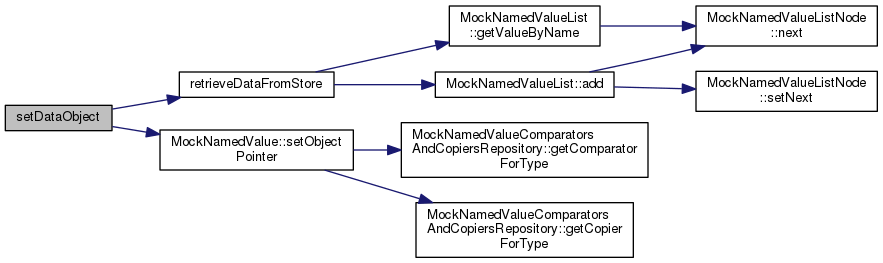 MockNamedValueList
::getValueByName
MockNamedValueListNode
::next
retrieveDataFromStore
MockNamedValueList::add
MockNamedValueListNode
::setNext
setDataObject
MockNamedValue::setObject
Pointer
MockNamedValueComparators
AndCopiersRepository::getComparator
ForType
MockNamedValueComparators
AndCopiersRepository::getCopier
ForType